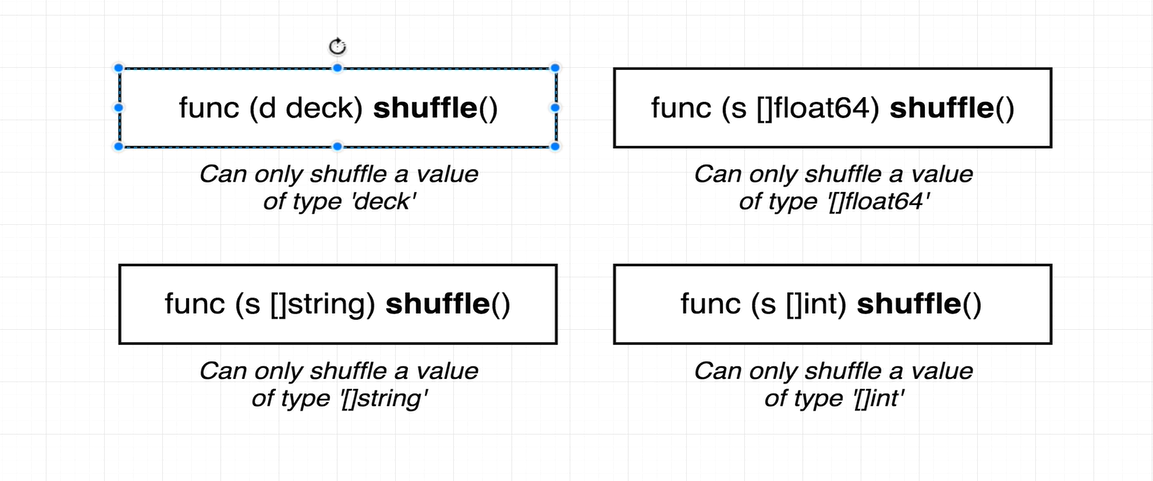 func (d deck) shuffle()
Can only shuffle a value
of type 'deck'
func (s []float64) shuffle()
Can only shuffle a value
of type '[]float64'
func (s []string) shuffle()
Can only shuffle a value
of type '[]string'
func (s []int) shuffle()
Can only shuffle a value
of type '[]int'